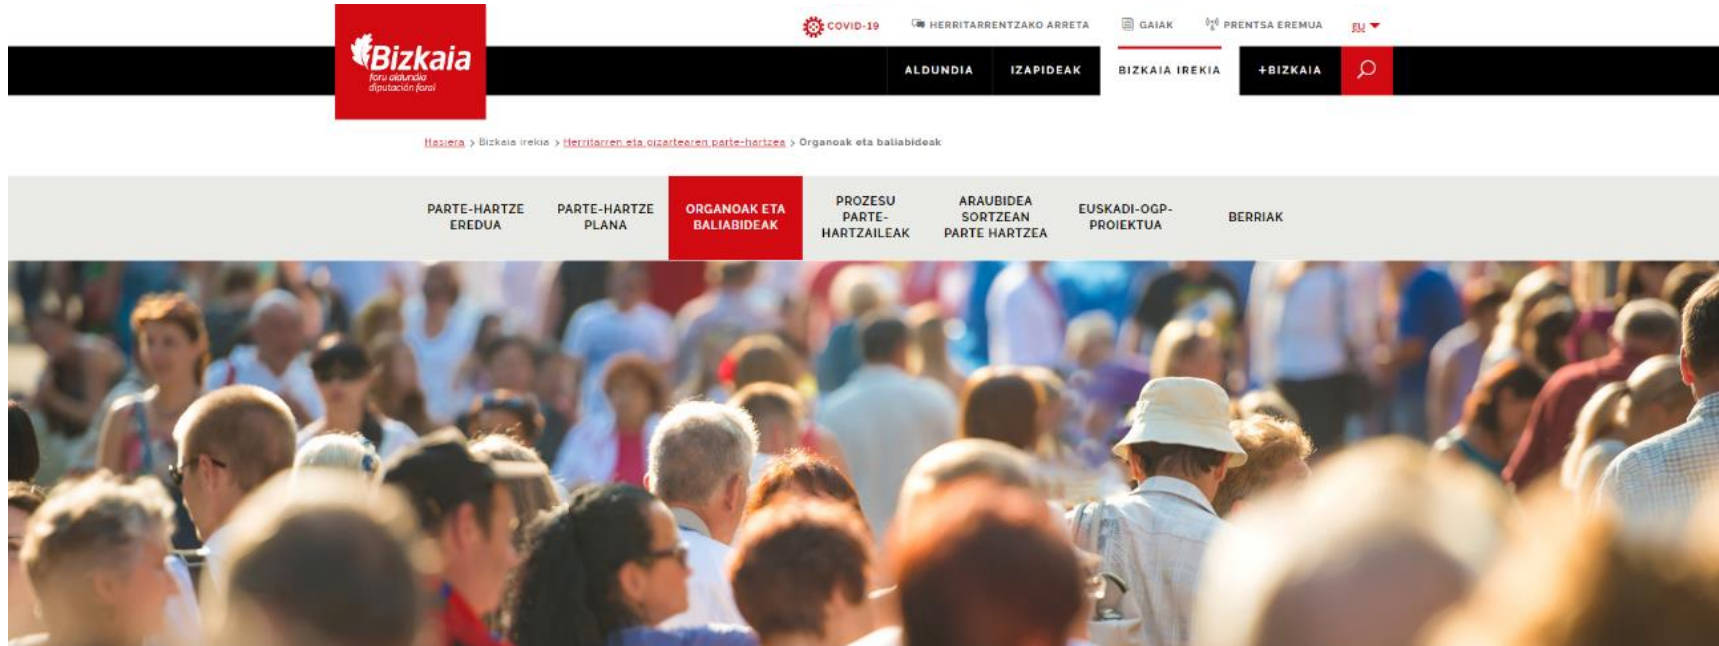 COVID-19 HERRITARRENTZAKO ARRETA GAIAK PRENTSA EREMUA EU
Bizkaia
foru aldundia
diputación foral
ALDUNDIA IZAPIDEAK BIZKAIA IREKIA +BIZKAIA
Hasiera > Bizkaia irekia > Herritarren eta gizartearen parte-hartzea > Organoak eta baliabideak
PARTE-HARTZE
EREDUA
PARTE-HARTZE
PLANA
ORGANOAK ETA
BALIABIDEAK
PROZESU
PARTE-
HARTZAILEAK
ARAUBIDEA
SORTZEAN
PARTE HARTZEA
EUSKADI-OGP-
PROIEKTUA
BERRIAK